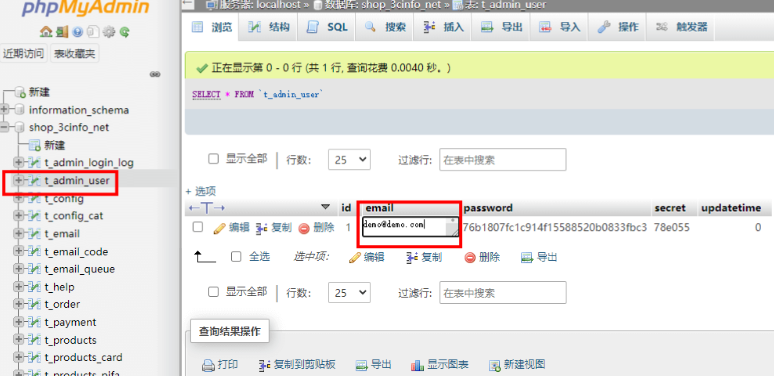 phpMyAdmin
近期访问 表收藏夹
新建
information_schema
shop_3cinfo_net
新建
t_admin_login_log
t_admin_user
t_config
t_config_cat
t_email
t_email_code
t_email_queue
t_help
t_order
t_payment
t_products
t_products_card
t_products_pifa
服务器: localhost » 数据库: shop_3cinfo_net » 表: t_admin_user
浏览 结构 SQL 搜索 插入 导出 导入 操作 触发器
正在显示第 0 - 0 行 (共 1 行, 查询花费 0.0040 秒。)
SELECT * FROM `t_admin_user`
显示全部 行数: 25 过滤行: 在表中搜索
+ 选项
←T→ id email password secret updatetime
编辑 复制 删除 1 demo@demo.com 76b1807fc1c914f15588520b0833fbc3 78e055 0
全选 选中项: 编辑 复制 删除 导出
显示全部 行数: 25 过滤行: 在表中搜索
查询结果操作
打印 复制到剪贴板 导出 显示图表 新建视图